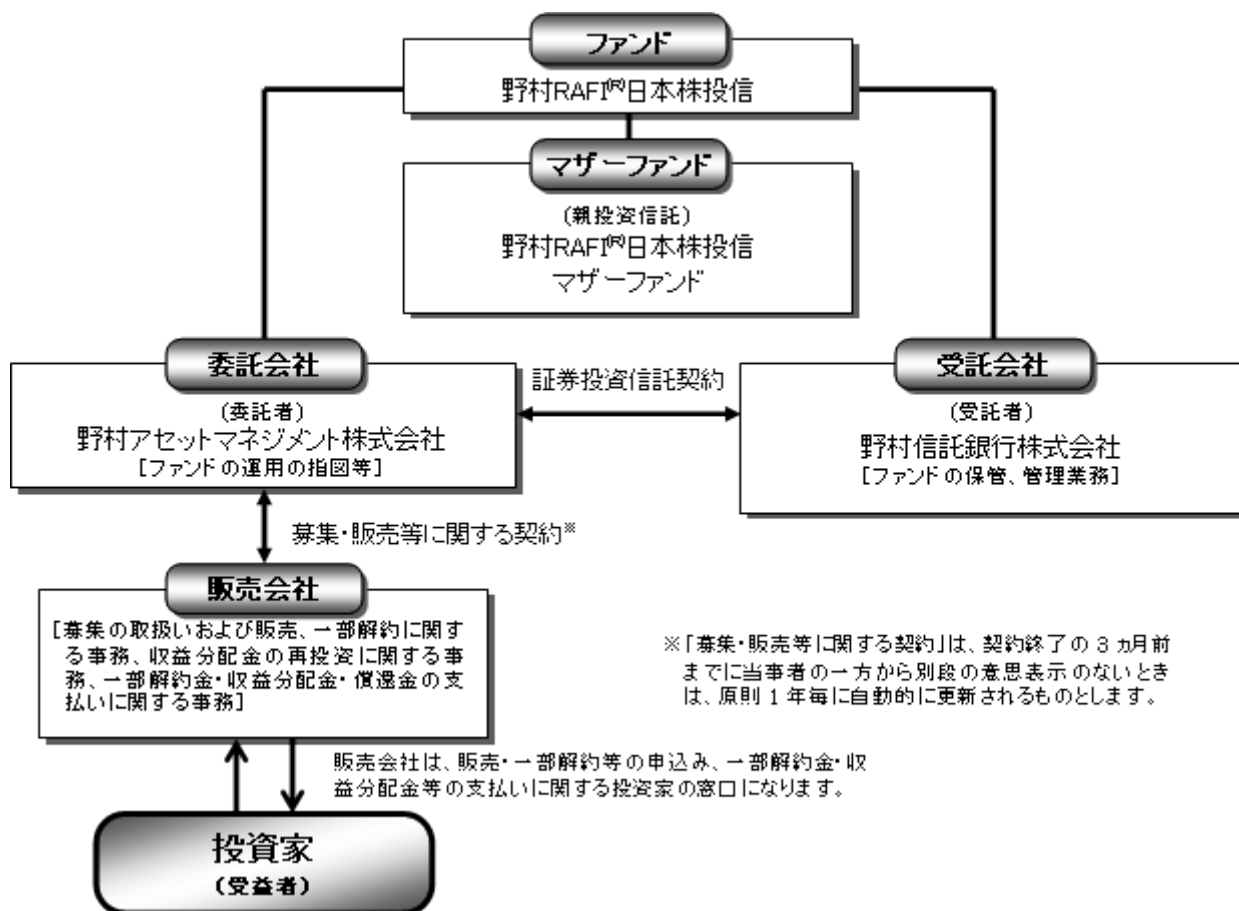 ファンド
野村RAFI(R)日本株投信
マザーファンド
(親投資信託)
野村RAFI(R)日本株投信
マザーファンド
委託会社
(委託者)
野村アセットマネジメント株式会社
[ファンドの運用の指図等]
証券投資信託契約
受託会社
(受託者)
野村信託銀行株式会社
[ファンドの保管、管理業務]
募集・販売等に関する契約※
販売会社
[募集の取扱いおよび販売、一部解約に関す
る事務、収益分配金の再投資に関する事
務、一部解約金・収益分配金・償還金の支
払いに関する事務]
※「募集・販売等に関する契約」は、契約終了の3ヵ月前
までに当事者の一方から別段の意思表示のないとき
は、原則1年毎に自動的に更新されるものとします。
販売会社は、販売・一部解約等の申込み、一部解約金・収
益分配金等の支払いに関する投資家の窓口になります。
投資家
(受益者)